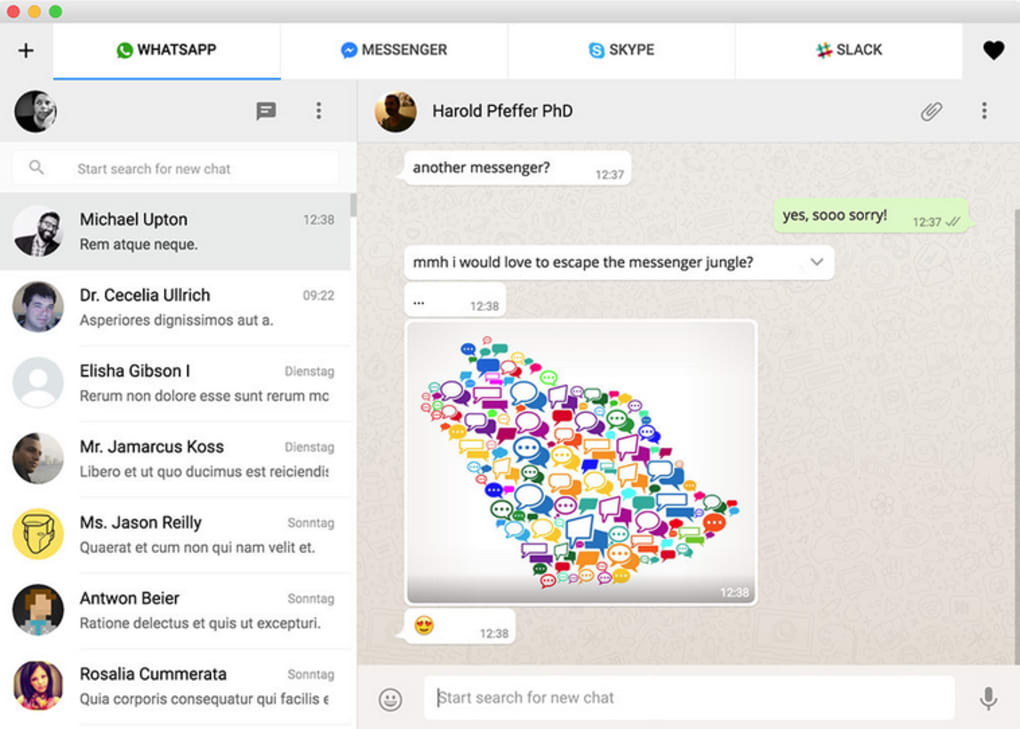 + WHATSAPP MESSENGER SKYPE SLACK
Start search for new chat
Michael Upton 12:38
Rem atque neque.
Dr. Cecelia Ullrich 09:22
Asperiores dignissimos aut a.
Elisha Gibson I Dienstag
Rerum non dolore esse sunt rerum mc
Mr. Jamarcus Koss Dienstag
Libero et ut quo ducimus est reiciendis
Ms. Jason Reilly Sonntag
Quaerat et cum non qui nam velit et.
Antwon Beier Sonntag
Ratione delectus et quis ut excepturi.
Rosalia Cummerata Sonntag
Quia corporis consequatur qui facilis e
Harold Pfeffer PhD
another messenger? 12:37
yes, sooo sorry! 12:37
mmh i would love to escape the messenger jungle?
... 12:38
12:38
😍 12:38
Start search for new chat